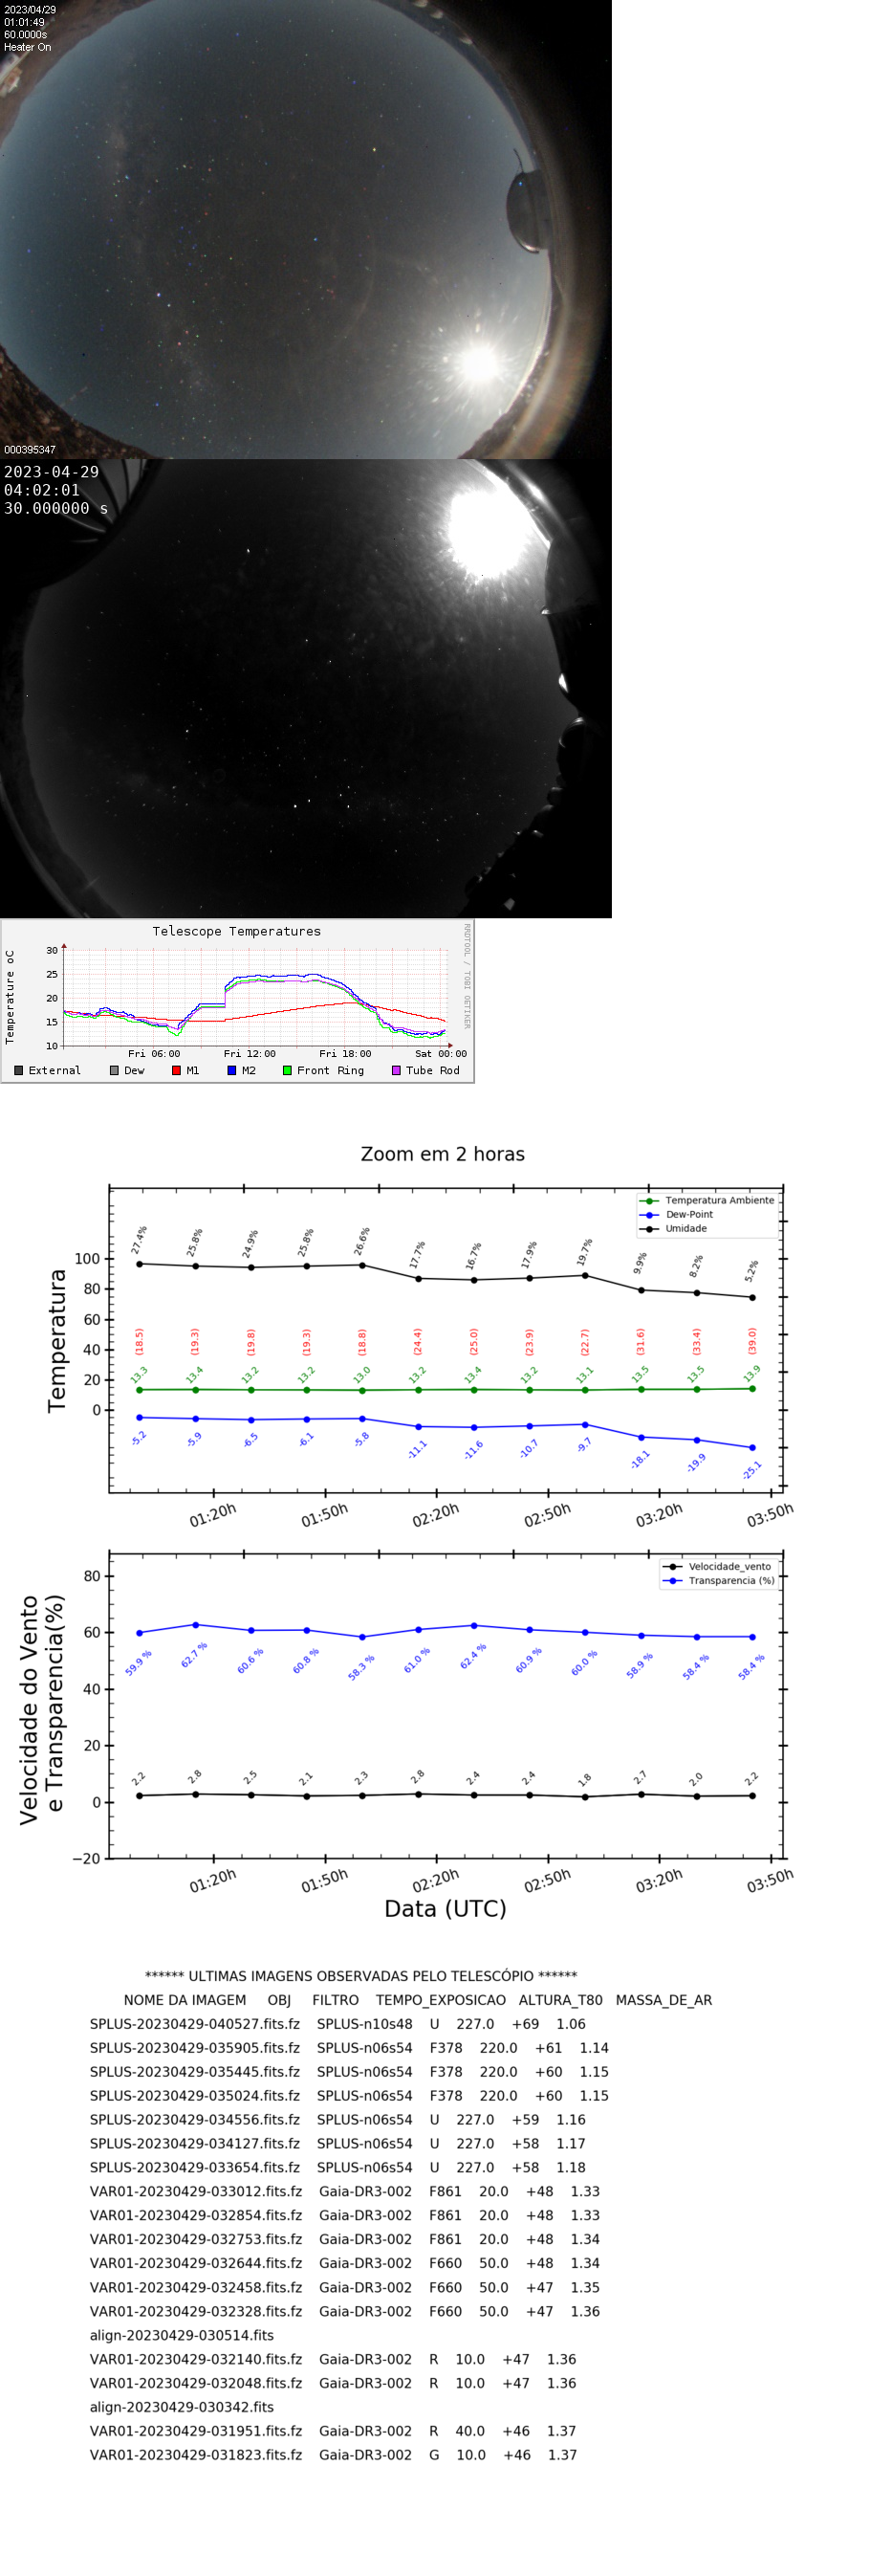 2023/04/29
01:01:49
60.0000s
Heater On
000395347
2023-04-29
04:02:01
30.000000 s
Telescope Temperatures
RRDTOOL / TOBI OETIKER
Temperature oC
30
25
20
15
10
Fri 06:00 Fri 12:00 Fri 18:00 Sat 00:00
External Dew M1 M2 Front Ring Tube Rod
Zoom em 2 horas
Temperatura Ambiente
Dew-Point
Umidade
Temperatura
100
80
60
40
20
0
27.4% 25.8% 24.9% 25.8% 26.6% 17.7% 16.7% 17.9% 19.7% 9.9% 8.2% 5.2%
(18.5) (19.3) (19.8) (19.3) (18.8) (24.4) (25.0) (23.9) (22.7) (31.6) (33.4) (39.0)
13.3 13.4 13.2 13.2 13.0 13.2 13.4 13.2 13.1 13.5 13.5 13.9
-5.2 -5.9 -6.5 -6.1 -5.8 -11.1 -11.6 -10.7 -9.7 -18.1 -19.9 -25.1
01:20h 01:50h 02:20h 02:50h 03:20h 03:50h
Velocidade_vento
Transparencia (%)
Velocidade do Vento
e Transparencia(%)
80
60
40
20
0
−20
59.9 % 62.7 % 60.6 % 60.8 % 58.3 % 61.0 % 62.4 % 60.9 % 60.0 % 58.9 % 58.4 % 58.4 %
2.2 2.8 2.5 2.1 2.3 2.8 2.4 2.4 1.8 2.7 2.0 2.2
01:20h 01:50h 02:20h 02:50h 03:20h 03:50h
Data (UTC)
****** ULTIMAS IMAGENS OBSERVADAS PELO TELESCÓPIO ******
NOME DA IMAGEM OBJ FILTRO TEMPO_EXPOSICAO ALTURA_T80 MASSA_DE_AR
SPLUS-20230429-040527.fits.fz SPLUS-n10s48 U 227.0 +69 1.06
SPLUS-20230429-035905.fits.fz SPLUS-n06s54 F378 220.0 +61 1.14
SPLUS-20230429-035445.fits.fz SPLUS-n06s54 F378 220.0 +60 1.15
SPLUS-20230429-035024.fits.fz SPLUS-n06s54 F378 220.0 +60 1.15
SPLUS-20230429-034556.fits.fz SPLUS-n06s54 U 227.0 +59 1.16
SPLUS-20230429-034127.fits.fz SPLUS-n06s54 U 227.0 +58 1.17
SPLUS-20230429-033654.fits.fz SPLUS-n06s54 U 227.0 +58 1.18
VAR01-20230429-033012.fits.fz Gaia-DR3-002 F861 20.0 +48 1.33
VAR01-20230429-032854.fits.fz Gaia-DR3-002 F861 20.0 +48 1.33
VAR01-20230429-032753.fits.fz Gaia-DR3-002 F861 20.0 +48 1.34
VAR01-20230429-032644.fits.fz Gaia-DR3-002 F660 50.0 +48 1.34
VAR01-20230429-032458.fits.fz Gaia-DR3-002 F660 50.0 +47 1.35
VAR01-20230429-032328.fits.fz Gaia-DR3-002 F660 50.0 +47 1.36
align-20230429-030514.fits
VAR01-20230429-032140.fits.fz Gaia-DR3-002 R 10.0 +47 1.36
VAR01-20230429-032048.fits.fz Gaia-DR3-002 R 10.0 +47 1.36
align-20230429-030342.fits
VAR01-20230429-031951.fits.fz Gaia-DR3-002 R 40.0 +46 1.37
VAR01-20230429-031823.fits.fz Gaia-DR3-002 G 10.0 +46 1.37